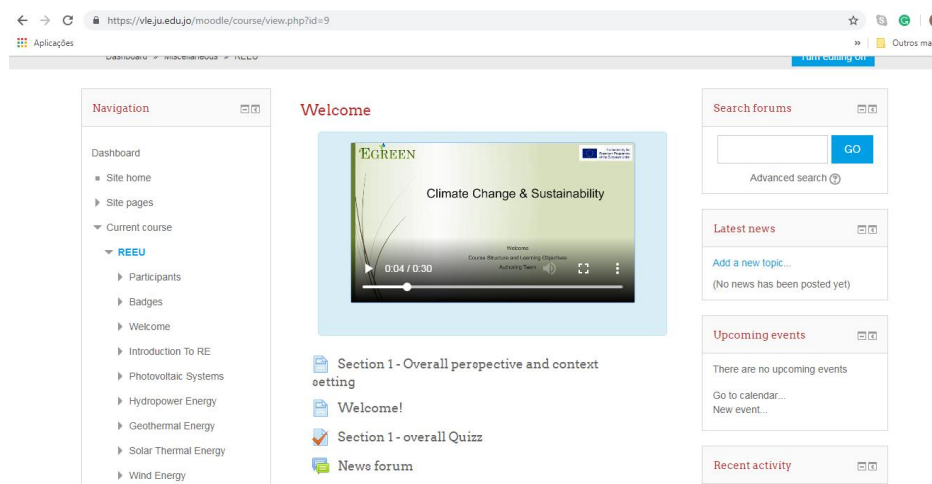 https://vle.ju.edu.jo/moodle/course/view.php?id=9
Aplicações
»
Outros ma
Dashboard » Miscellaneous » REEU
Turn editing on
Navigation
Dashboard
Site home
Site pages
Current course
REEU
Participants
Badges
Welcome
Introduction To RE
Photovoltaic Systems
Hydropower Energy
Geothermal Energy
Solar Thermal Energy
Wind Energy
Welcome
EGREEN
Climate Change & Sustainability
Welcome
Course Structure and Learning Objectives
Authoring Team
0:04 / 0:30
Section 1 - Overall perspective and context
setting
Welcome!
Section 1 - overall Quizz
News forum
Search forums
GO
Advanced search
Latest news
Add a new topic...
(No news has been posted yet)
Upcoming events
There are no upcoming events
Go to calendar...
New event...
Recent activity